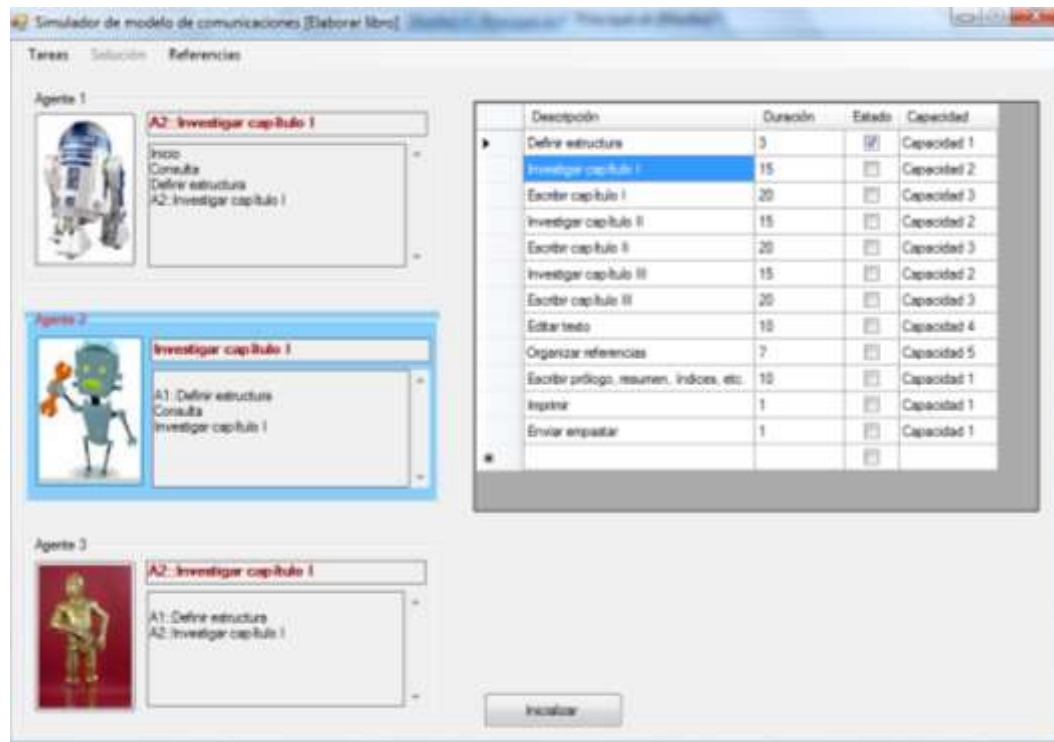 Simulador de modelo de comunicaciones [Elaborar libro]
Tareas Solución Referencias
Agente 1
A2: Investigar capítulo I
Inicio
Consulta
Definir estructura
A2: Investigar capítulo I
Agente 2
Investigar capítulo I
A1: Definir estructura
Consulta
Investigar capítulo I
Agente 3
A2: Investigar capítulo I
A1: Definir estructura
A2: Investigar capítulo I
Descripción Duración Estado Capacidad
Definir estructura 3 Capacidad 1
Investigar capítulo I 15 Capacidad 2
Escribir capítulo I 20 Capacidad 3
Investigar capítulo II 15 Capacidad 2
Escribir capítulo II 20 Capacidad 3
Investigar capítulo III 15 Capacidad 2
Escribir capítulo III 20 Capacidad 3
Editar texto 10 Capacidad 4
Organizar referencias 7 Capacidad 5
Escribir prólogo, resumen, índices, etc. 10 Capacidad 1
Imprimir 1 Capacidad 1
Enviar empastar 1 Capacidad 1
Inicializar